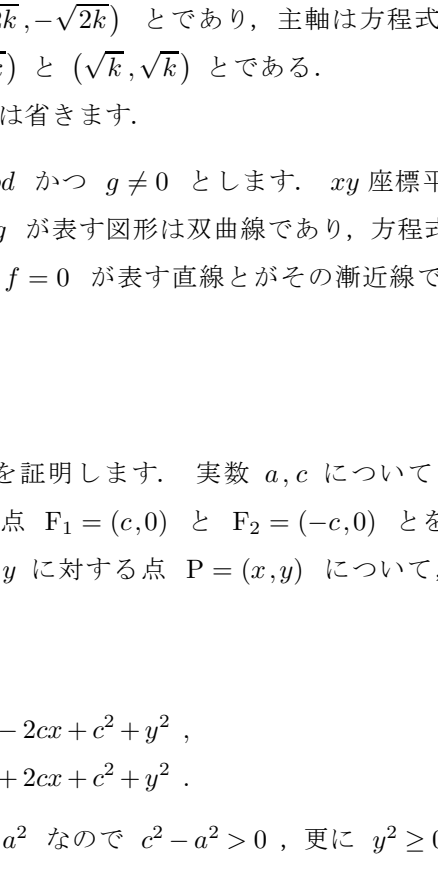 2k , −√2k ) とであり，主軸は方程式
) と (√k , √k ) とである．
は省きます．
d かつ g ≠ 0 とします． xy 座標平
g が表す図形は双曲線であり，方程式
f = 0 が表す直線とがその漸近線で
を証明します． 実数 a , c について
点 F₁ = (c,0) と F₂ = (−c,0) とを
y に対する点 P = (x,y) について，
− 2cx + c² + y² ，
+ 2cx + c² + y² ．
a² なので c² − a² > 0 ，更に y² ≥ 0